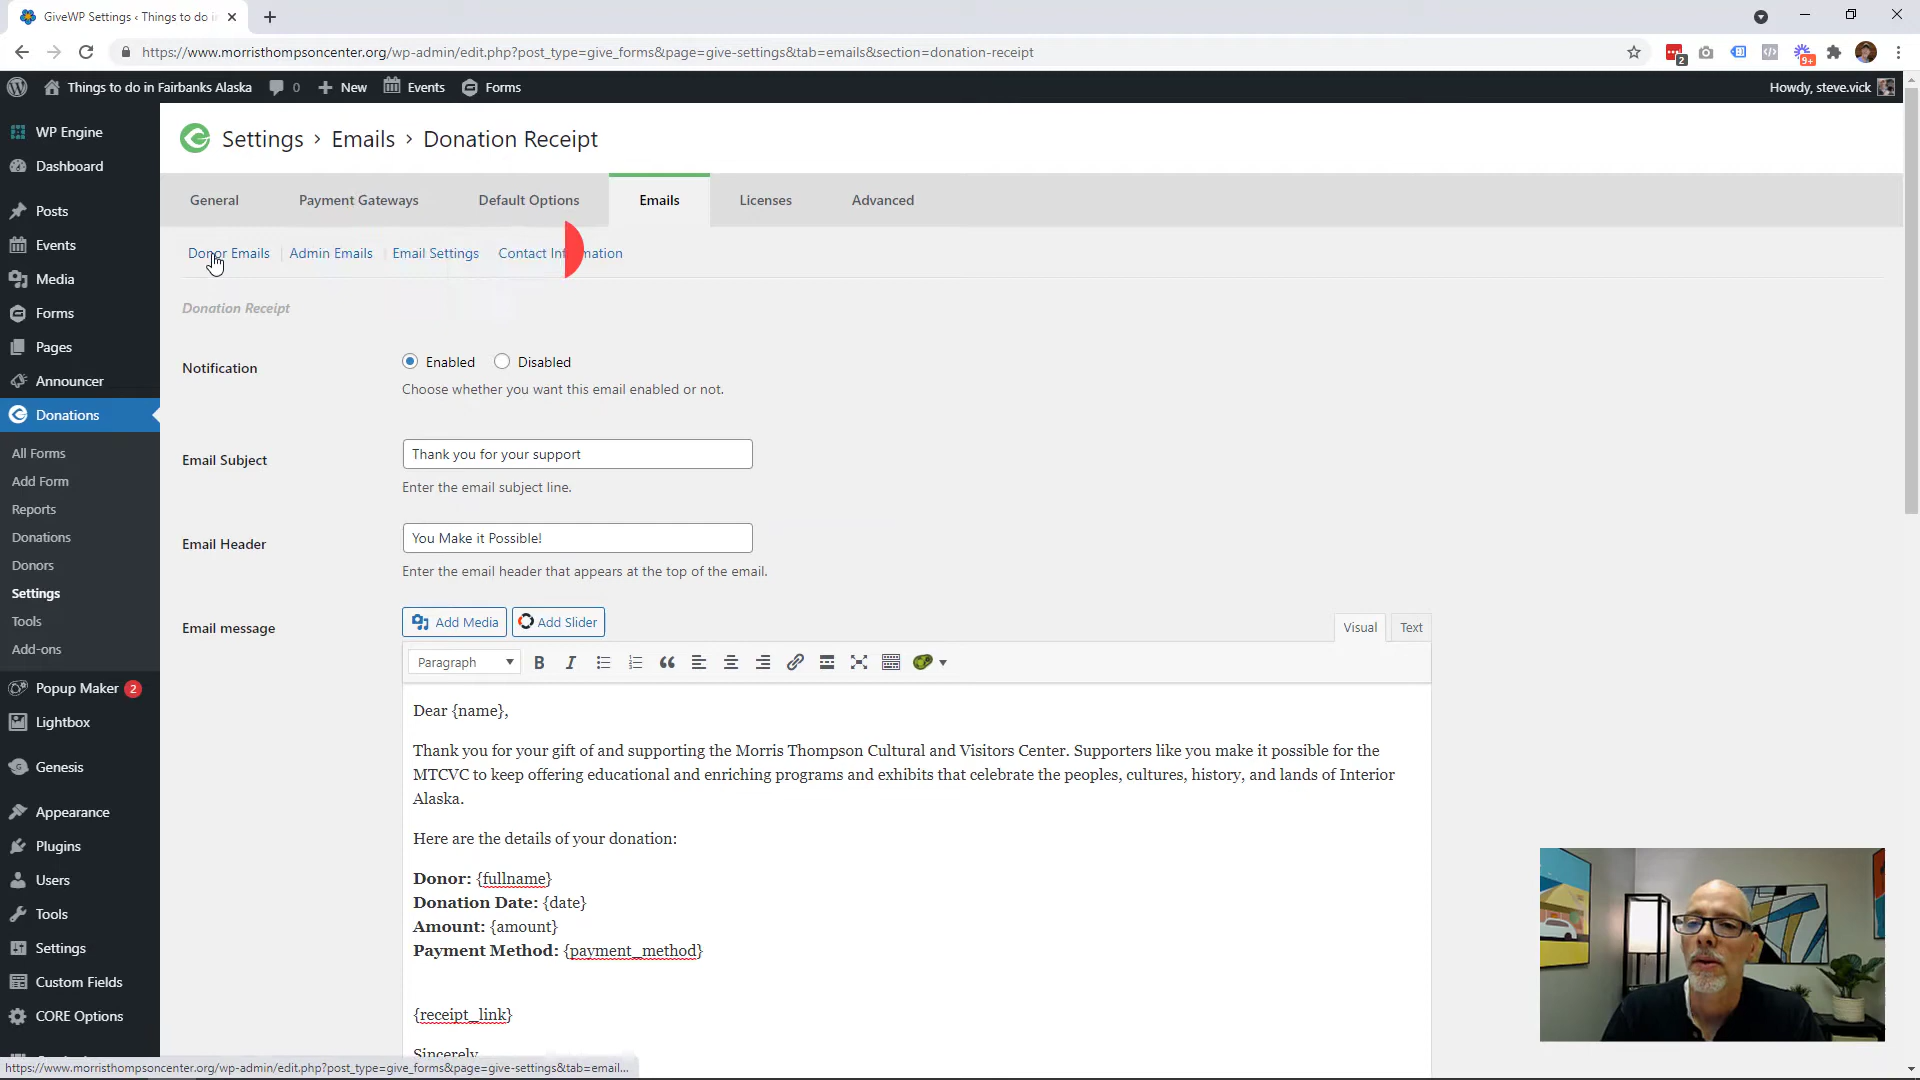 GiveWP Settings ‹ Things to do in
https://www.morristhompsoncenter.org/wp-admin/edit.php?post_type=give_forms&page=give-settings&tab=emails&section=donation-receipt
2
9+
Things to do in Fairbanks Alaska
0
New
Events
Forms
Howdy, steve.vick
WP Engine
Dashboard
Posts
Events
Media
Forms
Pages
Announcer
Donations
All Forms
Add Form
Reports
Donations
Donors
Settings
Tools
Add-ons
Popup Maker 2
Lightbox
Genesis
Appearance
Plugins
Users
Tools
Settings
Custom Fields
CORE Options
Settings › Emails › Donation Receipt
General
Payment Gateways
Default Options
Emails
Licenses
Advanced
Donor Emails | Admin Emails | Email Settings
Contact Information
Donation Receipt
Notification
Enabled
Disabled
Choose whether you want this email enabled or not.
Email Subject
Thank you for your support
Enter the email subject line.
Email Header
You Make it Possible!
Enter the email header that appears at the top of the email.
Email message
Add Media
Add Slider
Visual
Text
Paragraph
Dear {name},
Thank you for your gift of and supporting the Morris Thompson Cultural and Visitors Center. Supporters like you make it possible for the
MTCVC to keep offering educational and enriching programs and exhibits that celebrate the peoples, cultures, history, and lands of Interior
Alaska.
Here are the details of your donation:
Donor: {fullname}
Donation Date: {date}
Amount: {amount}
Payment Method: {payment_method}
{receipt_link}
Sincerely
https://www.morristhompsoncenter.org/wp-admin/edit.php?post_type=give_forms&page=give-settings&tab=email...